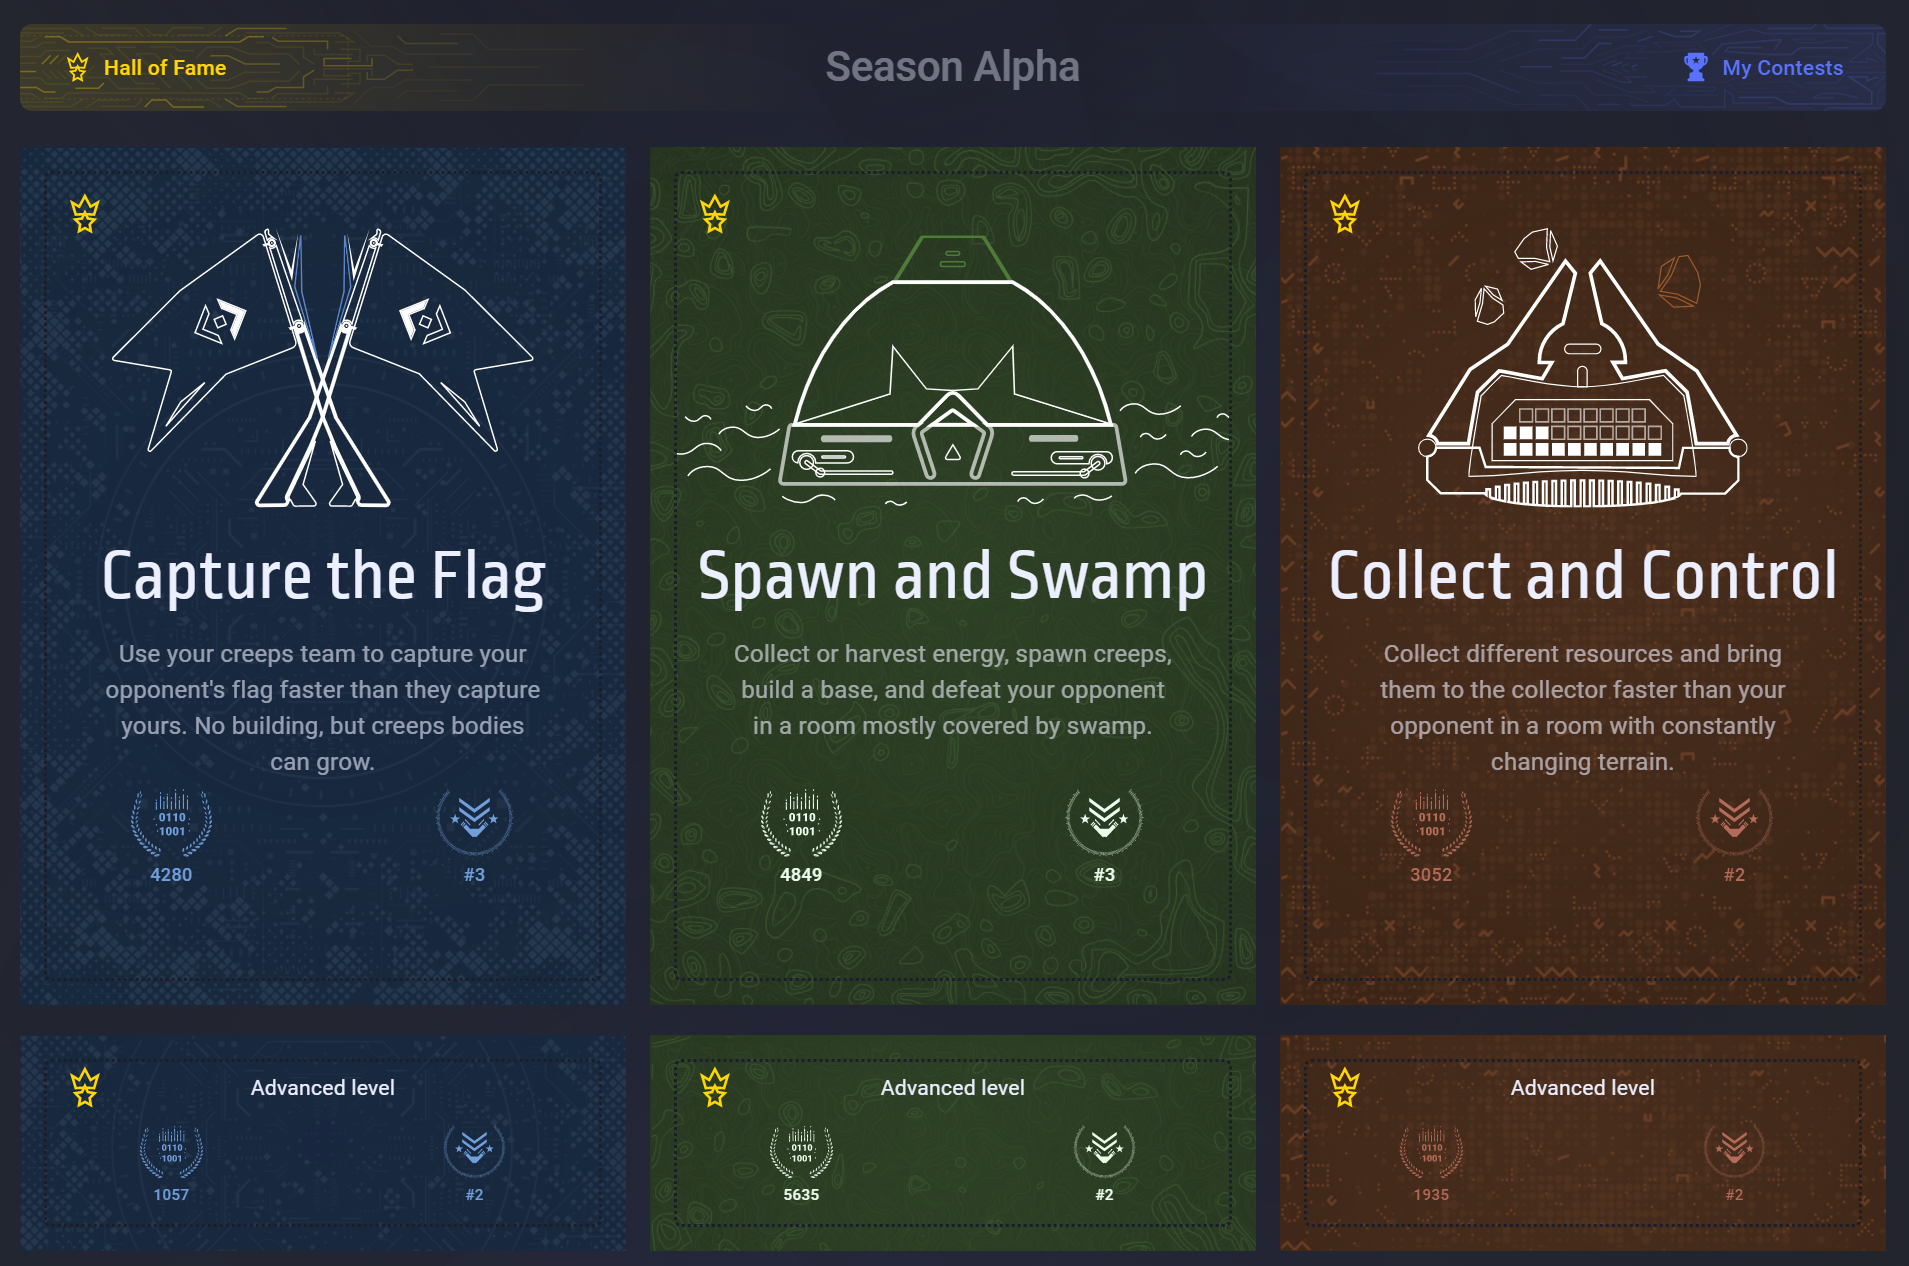 Hall of Fame
Season Alpha
My Contests
Capture the Flag
Use your creeps team to capture your
opponent's flag faster than they capture
yours. No building, but creeps bodies
can grow.
0110
1001
4280
#3
Spawn and Swamp
Collect or harvest energy, spawn creeps,
build a base, and defeat your opponent
in a room mostly covered by swamp.
0110
1001
4849
#3
Collect and Control
Collect different resources and bring
them to the collector faster than your
opponent in a room with constantly
changing terrain.
0110
1001
3052
#2
Advanced level
0110
1001
1057
#2
Advanced level
0110
1001
5635
#2
Advanced level
0110
1001
1935
#2